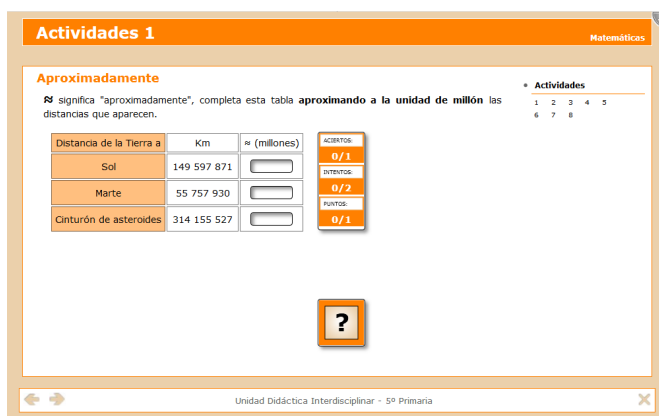 Actividades 1
Matemáticas
Aproximadamente
≈ significa "aproximadamente", completa esta tabla aproximando a la unidad de millón las
distancias que aparecen.
Distancia de la Tierra a Km ≈ (millones)
Sol 149 597 871
Marte 55 757 930
Cinturón de asteroides 314 155 527
ACIERTOS:
0/1
INTENTOS:
0/2
PUNTOS:
0/1
• Actividades
1 2 3 4 5
6 7 8
?
Unidad Didáctica Interdisciplinar - 5º Primaria